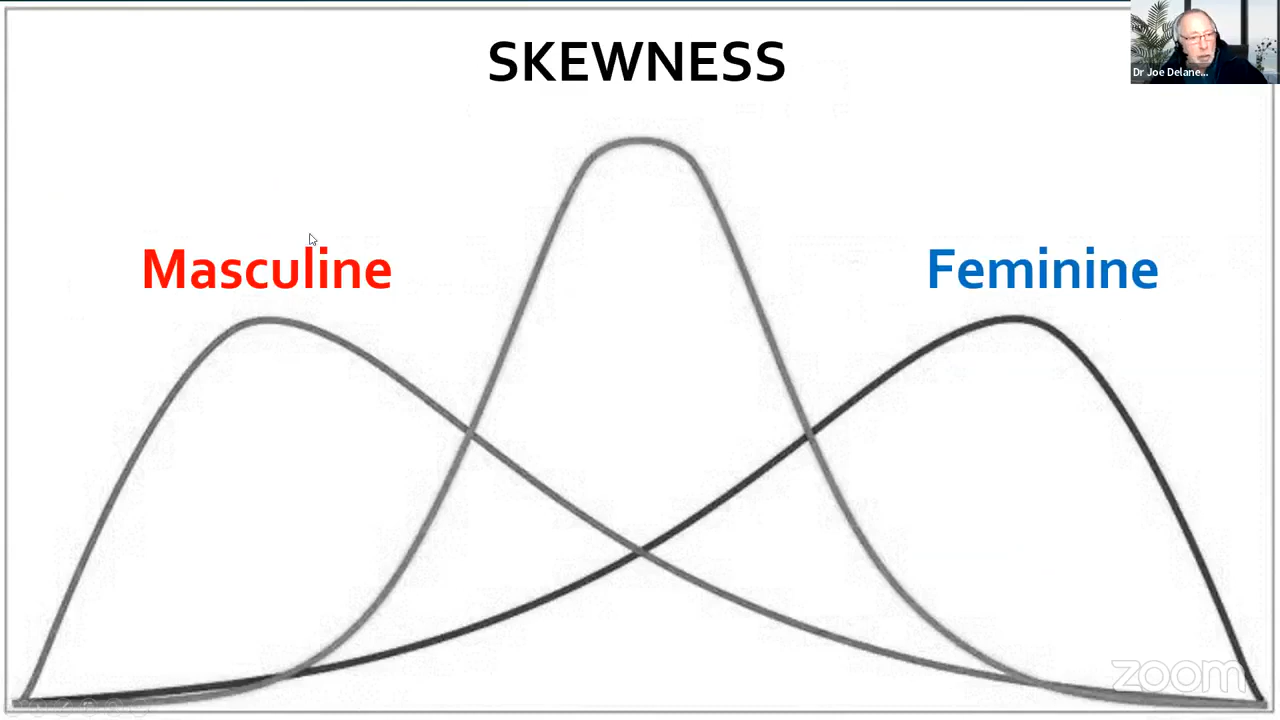 SKEWNESS
Dr Joe Delane...
Masculine
Feminine
zoom